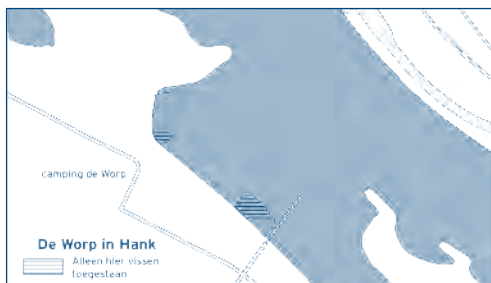 camping de Worp
De Worp in Hank
Alleen hier vissen
toegestaan